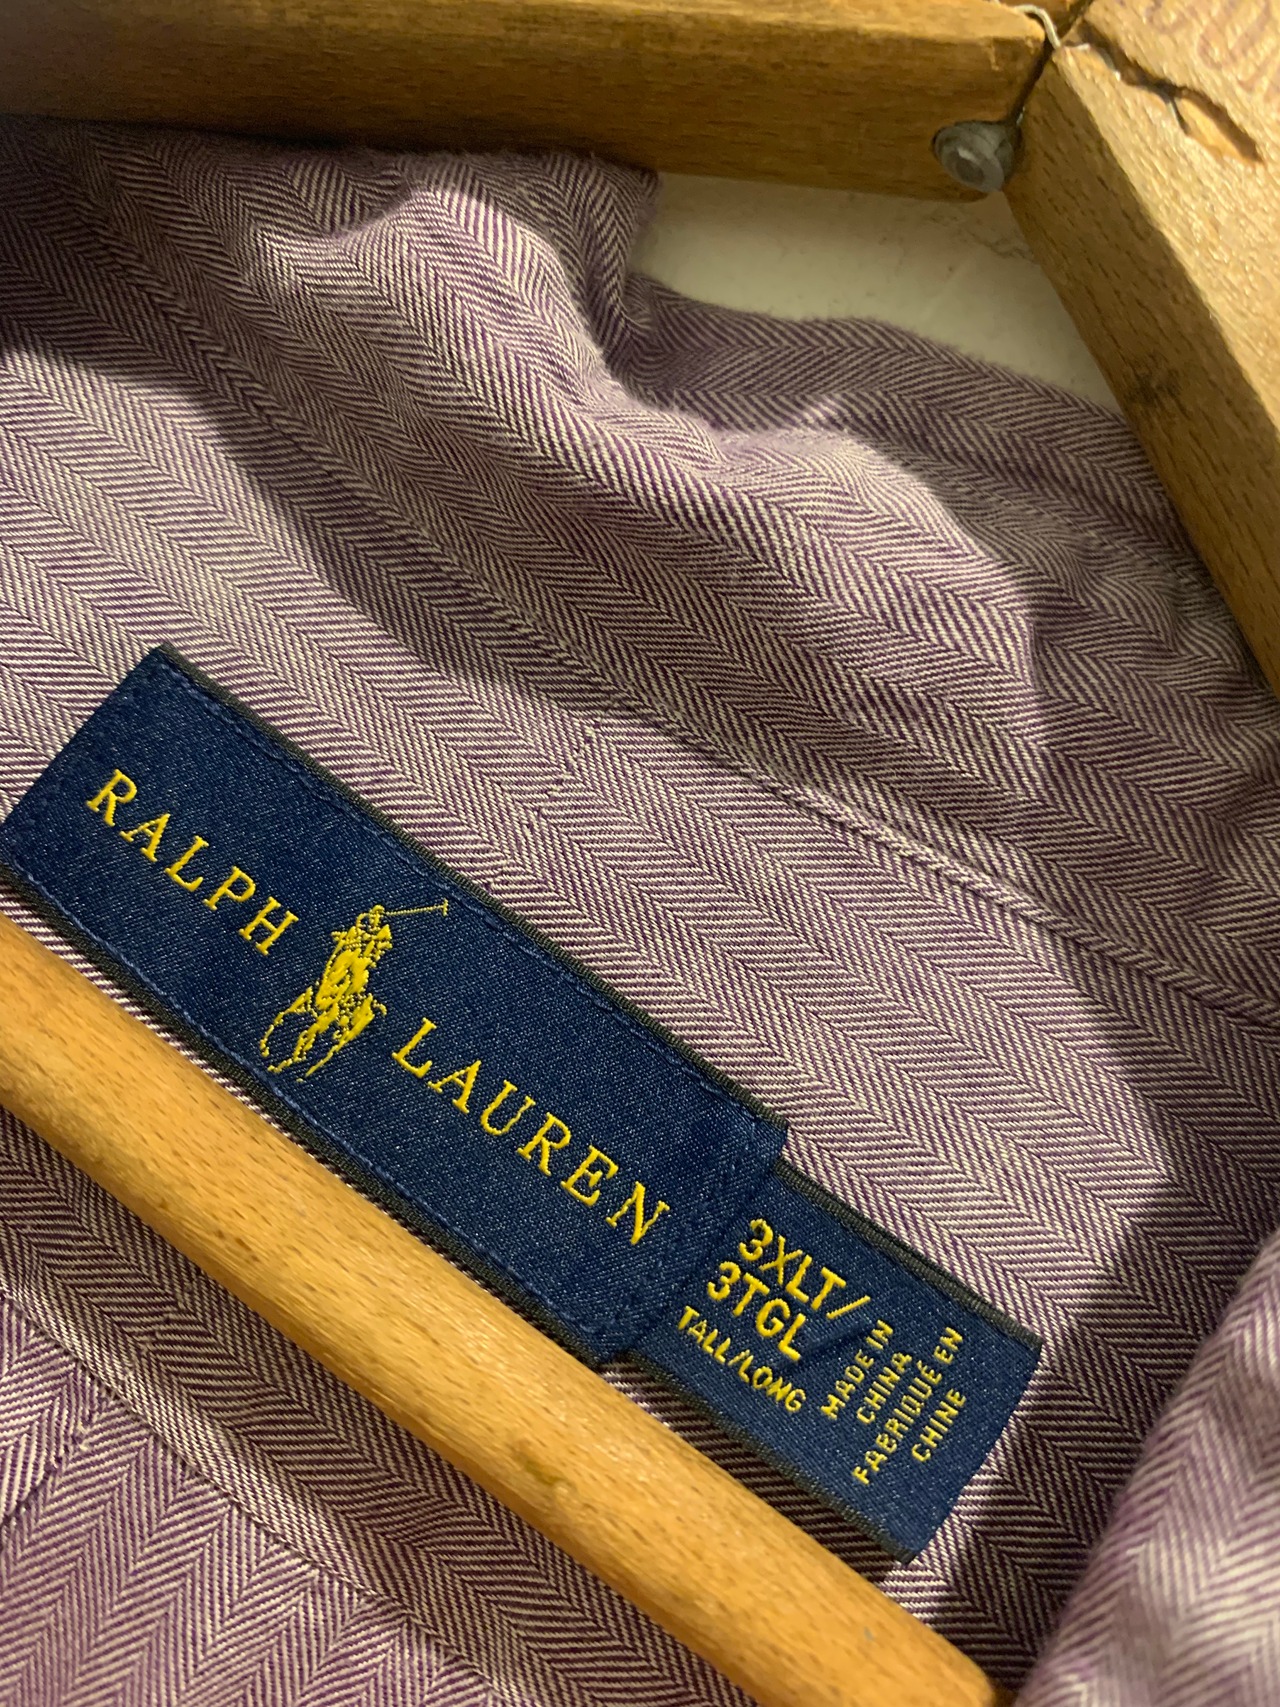 RALPH LAUREN
3XLT/
3TGL
TALL/LONG
MADE IN
CHINA
FABRIQUÉ EN
CHINE